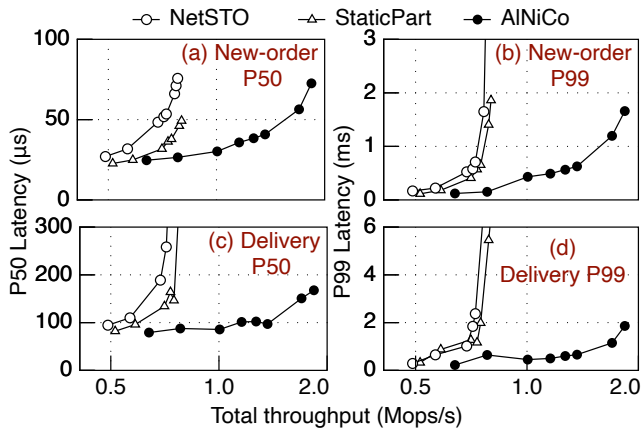 NetSTO StaticPart AlNiCo
P50 Latency (μs)
100
50
0
(a) New-order
P50
P99 Latency (ms)
3
2
1
0
(b) New-order
P99
300
200
100
0
(c) Delivery
P50
0.5 1.0 2.0
6
4
2
0
(d)
Delivery P99
0.5 1.0 2.0
Total throughput (Mops/s)